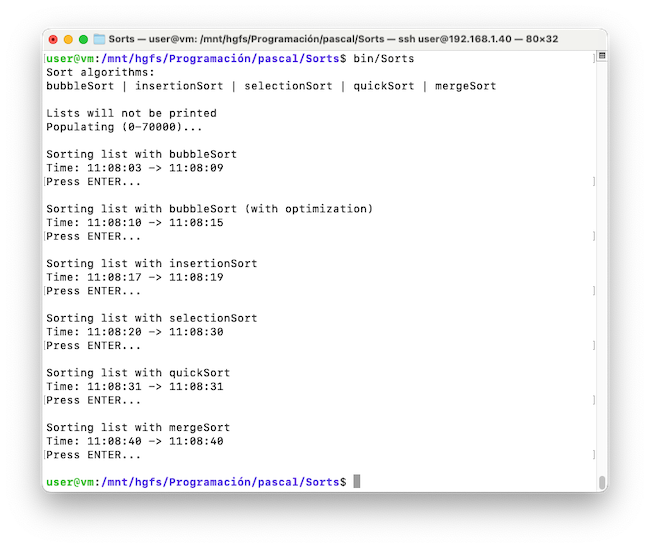 Sorts — user@vm: /mnt/hgfs/Programación/pascal/Sorts — ssh user@192.168.1.40 — 80×32
user@vm:/mnt/hgfs/Programación/pascal/Sorts$ bin/Sorts
Sort algorithms:
bubbleSort | insertionSort | selectionSort | quickSort | mergeSort
Lists will not be printed
Populating (0-70000)...
Sorting list with bubbleSort
Time: 11:08:03 -> 11:08:09
Press ENTER...
Sorting list with bubbleSort (with optimization)
Time: 11:08:10 -> 11:08:15
Press ENTER...
Sorting list with insertionSort
Time: 11:08:17 -> 11:08:19
Press ENTER...
Sorting list with selectionSort
Time: 11:08:20 -> 11:08:30
Press ENTER...
Sorting list with quickSort
Time: 11:08:31 -> 11:08:31
Press ENTER...
Sorting list with mergeSort
Time: 11:08:40 -> 11:08:40
Press ENTER...
user@vm:/mnt/hgfs/Programación/pascal/Sorts$